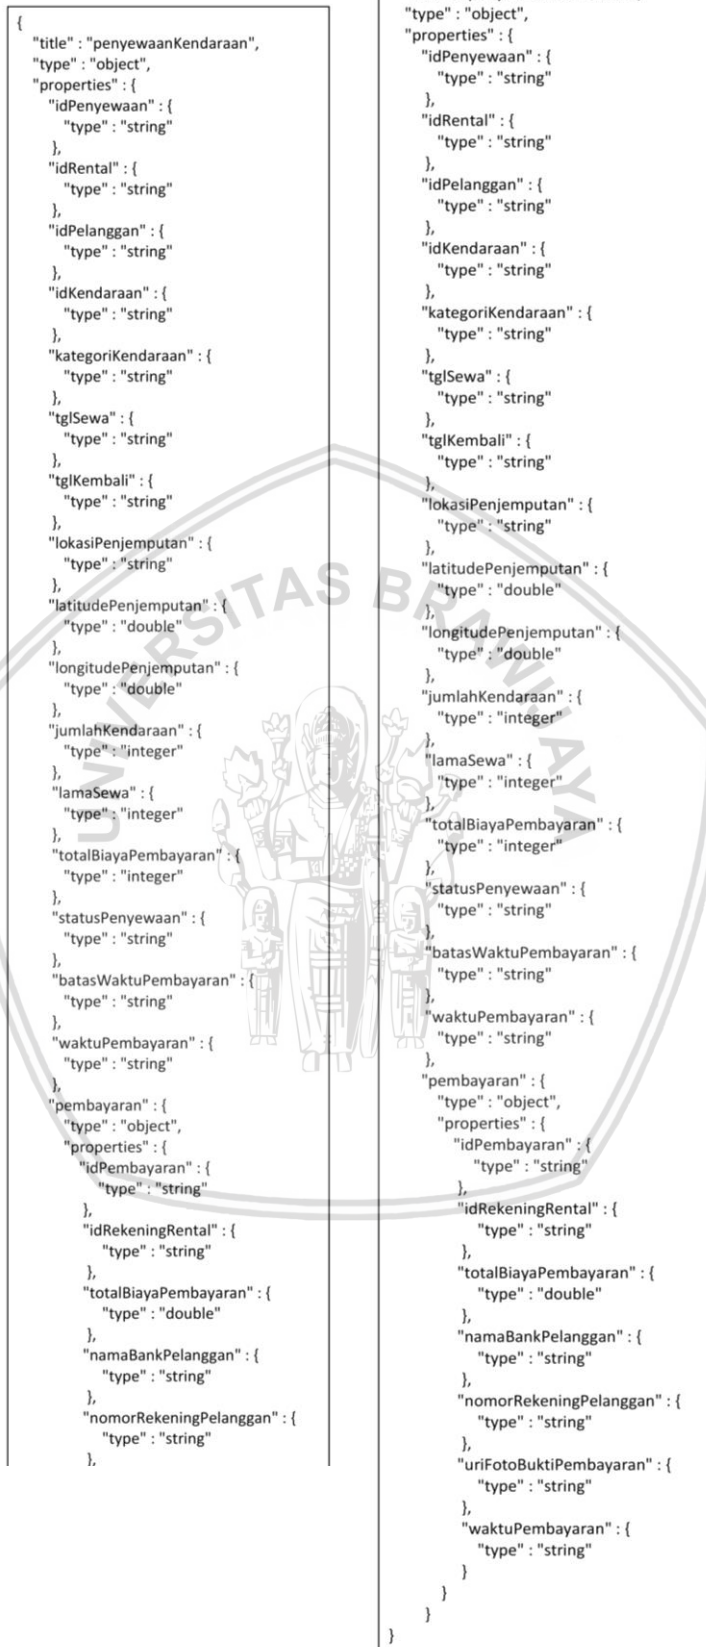 {
"title" : "penyewaanKendaraan",
"type" : "object",
"properties" : {
"idPenyewaan" : {
"type" : "string"
},
"idRental" : {
"type" : "string"
},
"idPelanggan" : {
"type" : "string"
},
"idKendaraan" : {
"type" : "string"
},
"kategoriKendaraan" : {
"type" : "string"
},
"tglSewa" : {
"type" : "string"
},
"tglKembali" : {
"type" : "string"
},
"lokasiPenjemputan" : {
"type" : "string"
},
"latitudePenjemputan" : {
"type" : "double"
},
"longitudePenjemputan" : {
"type" : "double"
},
"jumlahKendaraan" : {
"type" : "integer"
},
"lamaSewa" : {
"type" : "integer"
},
"totalBiayaPembayaran" : {
"type" : "integer"
},
"statusPenyewaan" : {
"type" : "string"
},
"batasWaktuPembayaran" : {
"type" : "string"
},
"waktuPembayaran" : {
"type" : "string"
},
"pembayaran" : {
"type" : "object",
"properties" : {
"idPembayaran" : {
"type" : "string"
},
"idRekeningRental" : {
"type" : "string"
},
"totalBiayaPembayaran" : {
"type" : "double"
},
"namaBankPelanggan" : {
"type" : "string"
},
"nomorRekeningPelanggan" : {
"type" : "string"
},
"type" : "object",
"properties" : {
"idPenyewaan" : {
"type" : "string"
},
"idRental" : {
"type" : "string"
},
"idPelanggan" : {
"type" : "string"
},
"idKendaraan" : {
"type" : "string"
},
"kategoriKendaraan" : {
"type" : "string"
},
"tglSewa" : {
"type" : "string"
},
"tglKembali" : {
"type" : "string"
},
"lokasiPenjemputan" : {
"type" : "string"
},
"latitudePenjemputan" : {
"type" : "double"
},
"longitudePenjemputan" : {
"type" : "double"
},
"jumlahKendaraan" : {
"type" : "integer"
},
"lamaSewa" : {
"type" : "integer"
},
"totalBiayaPembayaran" : {
"type" : "integer"
},
"statusPenyewaan" : {
"type" : "string"
},
"batasWaktuPembayaran" : {
"type" : "string"
},
"waktuPembayaran" : {
"type" : "string"
},
"pembayaran" : {
"type" : "object",
"properties" : {
"idPembayaran" : {
"type" : "string"
},
"idRekeningRental" : {
"type" : "string"
},
"totalBiayaPembayaran" : {
"type" : "double"
},
"namaBankPelanggan" : {
"type" : "string"
},
"nomorRekeningPelanggan" : {
"type" : "string"
},
"uriFotoBuktiPembayaran" : {
"type" : "string"
},
"waktuPembayaran" : {
"type" : "string"
}
}
}
}
UNIVERSITAS BRAWIJAYA